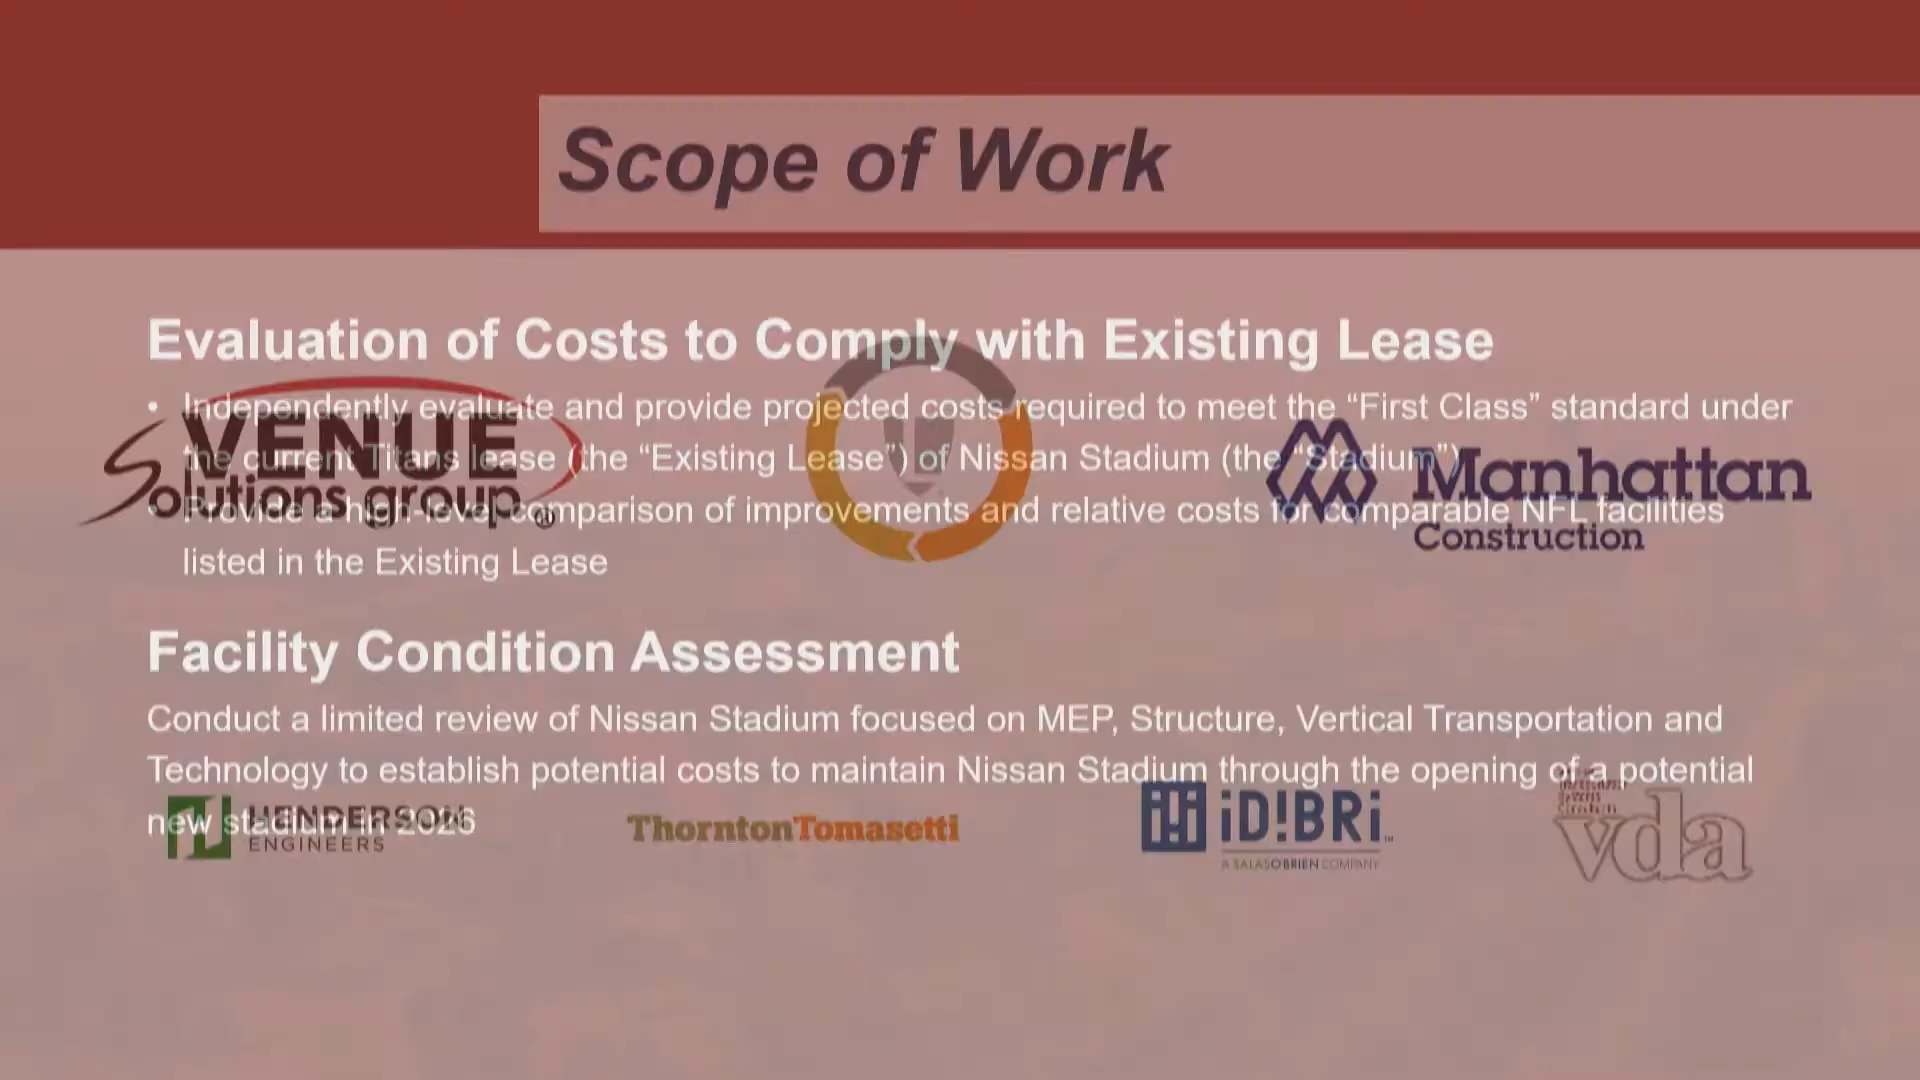 Scope of Work
Evaluation of Costs to Comply with Existing Lease
• Independently evaluate and provide projected costs required to meet the “First Class” standard under
the current Titans lease (the “Existing Lease”) of Nissan Stadium (the “Stadium”)
• Provide a high-level comparison of improvements and relative costs for comparable NFL facilities
listed in the Existing Lease
VENUE
Solutions group®
Manhattan
Construction
Facility Condition Assessment
Conduct a limited review of Nissan Stadium focused on MEP, Structure, Vertical Transportation and
Technology to establish potential costs to maintain Nissan Stadium through the opening of a potential
new stadium in 2026
HENDERSON
ENGINEERS
ThorntonTomasetti
iD!BRi™
A SALASOBRIEN COMPANY
vda